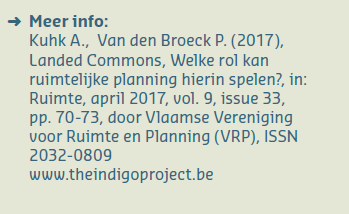 ➜ Meer info:
Kuhk A.,  Van den Broeck P. (2017),
Landed Commons, Welke rol kan
ruimtelijke planning hierin spelen?, in:
Ruimte, april 2017, vol. 9, issue 33,
pp. 70-73, door Vlaamse Vereniging
voor Ruimte en Planning (VRP), ISSN
2032-0809
www.theindigoproject.be